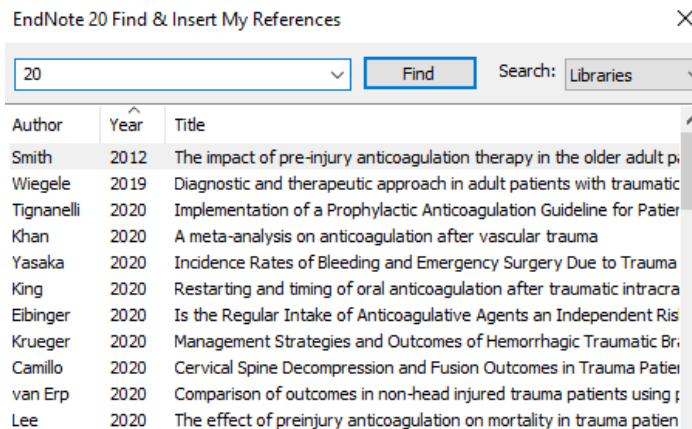 EndNote 20 Find & Insert My References
20 Find Search: Libraries
Author Year Title
Smith 2012 The impact of pre-injury anticoagulation therapy in the older adult
Wiegele 2019 Diagnostic and therapeutic approach in adult patients with traumatic
Tignanelli 2020 Implementation of a Prophylactic Anticoagulation Guideline for
Khan 2020 A meta-analysis on anticoagulation after vascular trauma
Yasaka 2020 Incidence Rates of Bleeding and Emergency Surgery Due to Trauma
King 2020 Restarting and timing of oral anticoagulation after traumatic
Eibinger 2020 Is the Regular Intake of Anticoagulative Agents an Independent
Krueger 2020 Management Strategies and Outcomes of Hemorrhagic Traumatic
Camillo 2020 Cervical Spine Decompression and Fusion Outcomes in Trauma
van Erp 2020 Comparison of outcomes in non-head injured trauma patients using
Lee 2020 The effect of preinjury anticoagulation on mortality in trauma